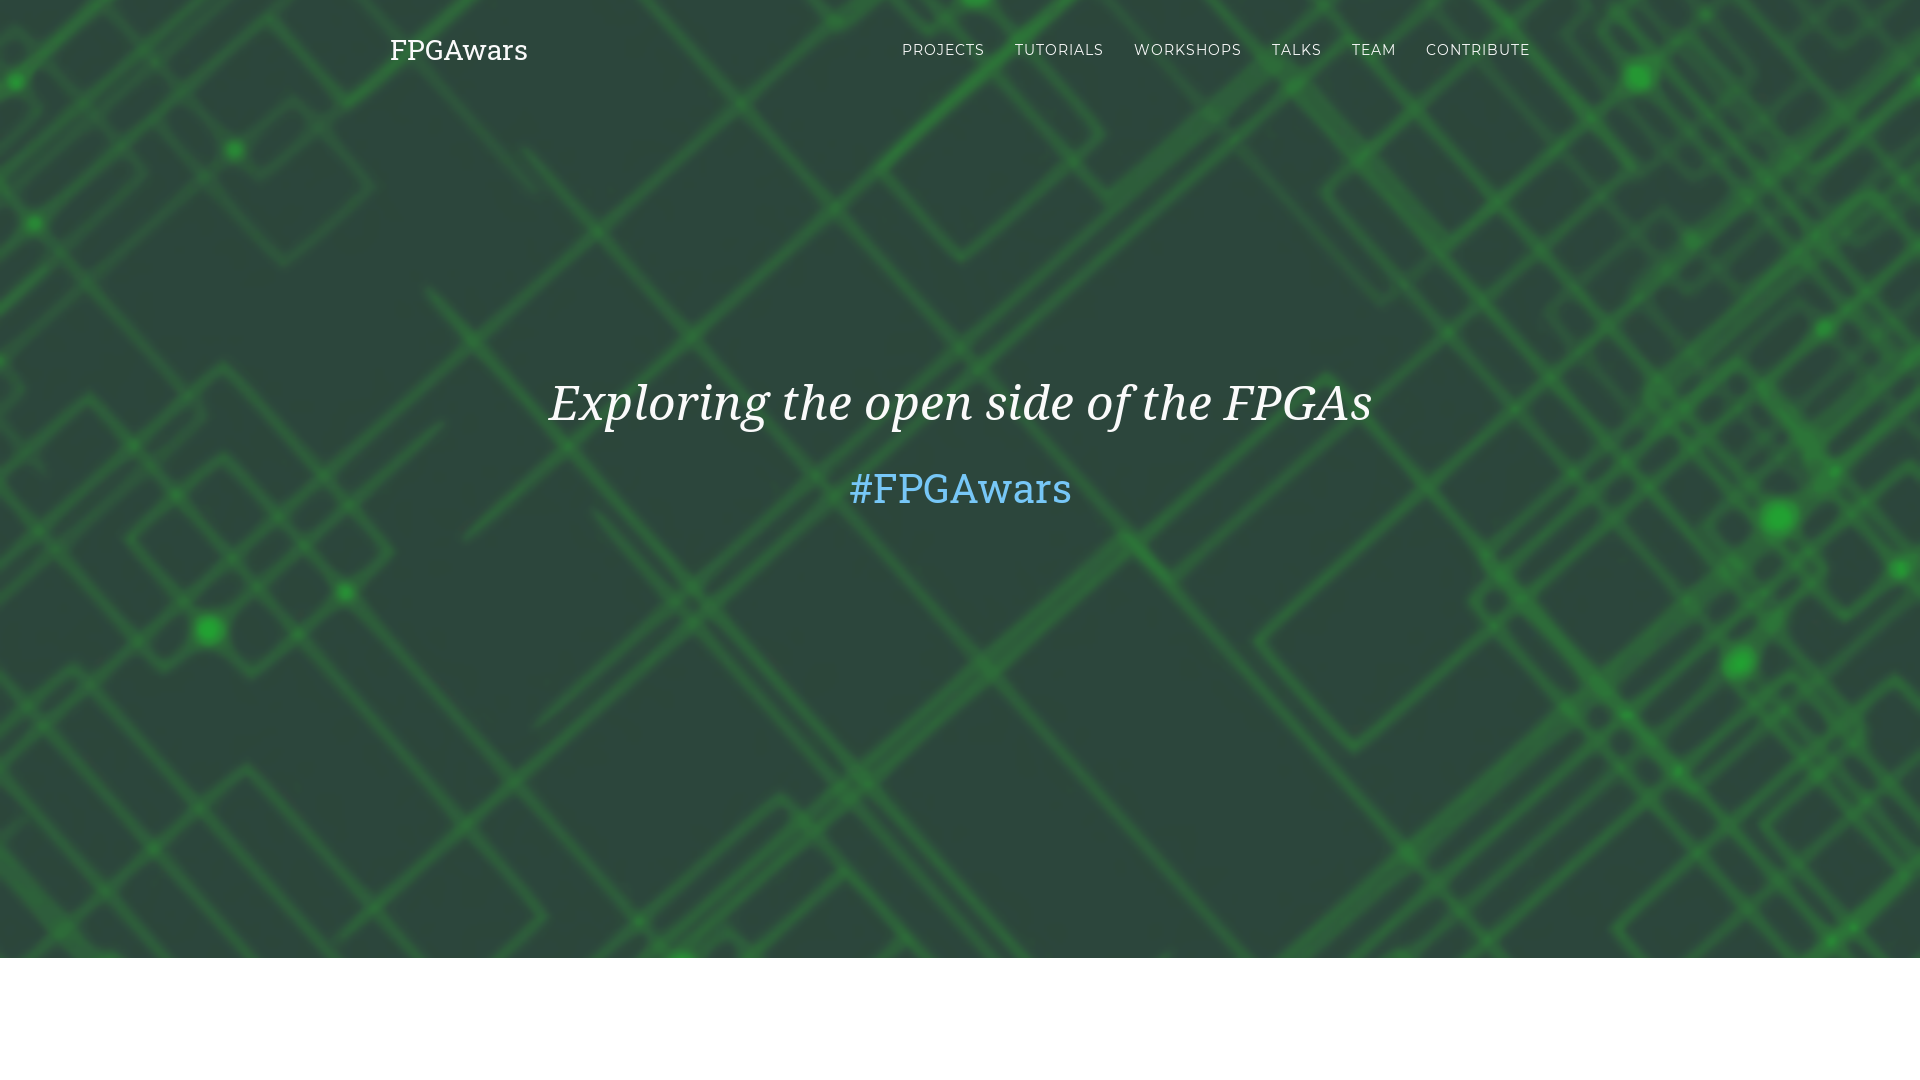 FPGAwars
PROJECTS TUTORIALS WORKSHOPS TALKS TEAM CONTRIBUTE
Exploring the open side of the FPGAs
#FPGAwars